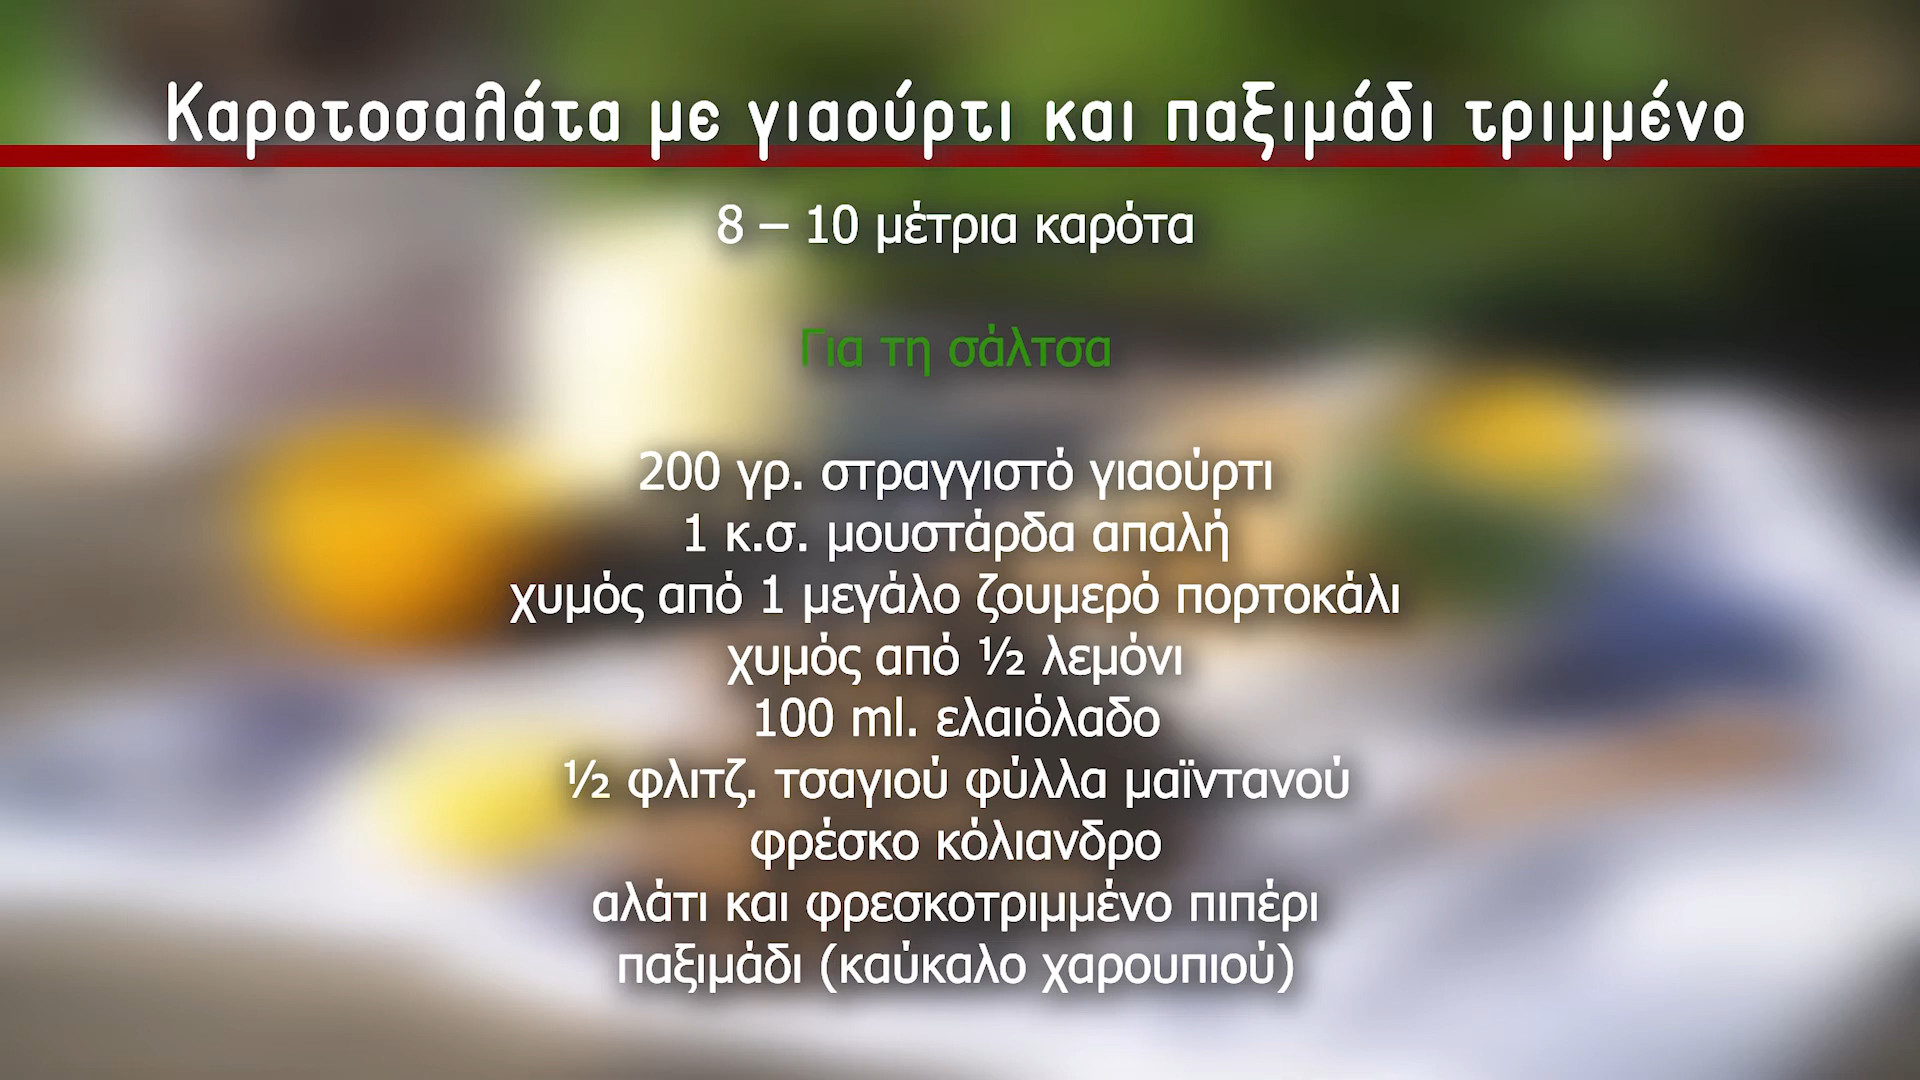 Καροτοσαλάτα με γιαούρτι και παξιμάδι τριμμένο
8 – 10 μέτρια καρότα
Για τη σάλτσα
200 γρ. στραγγιστό γιαούρτι
1 κ.σ. μουστάρδα απαλή
χυμός από 1 μεγάλο ζουμερό πορτοκάλι
χυμός από ½ λεμόνι
100 ml. ελαιόλαδο
½ φλιτζ. τσαγιού φύλλα μαϊντανού
φρέσκο κόλιανδρο
αλάτι και φρεσκοτριμμένο πιπέρι
παξιμάδι (καύκαλο χαρουπιού)